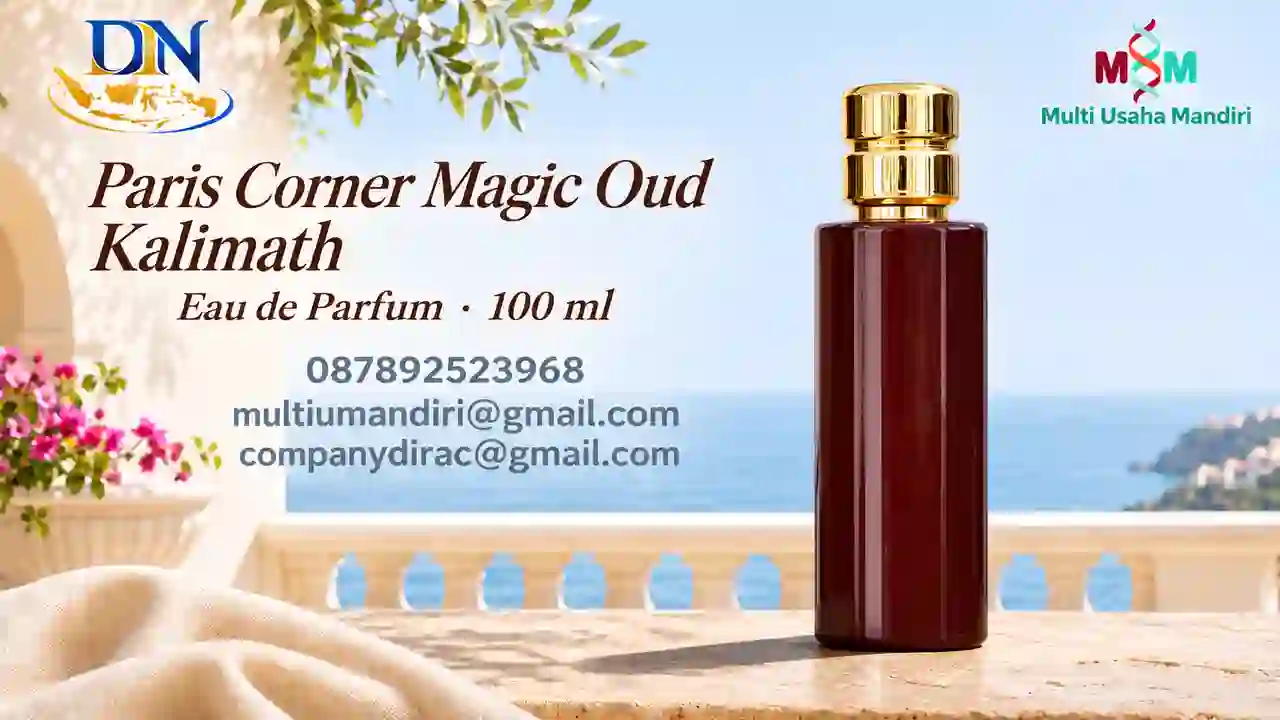 DN
M M
Multi Usaha Mandiri
Paris Corner Magic Oud
Kalimath
Eau de Parfum · 100 ml
087892523968
multiumandiri@gmail.com
companydirac@gmail.com